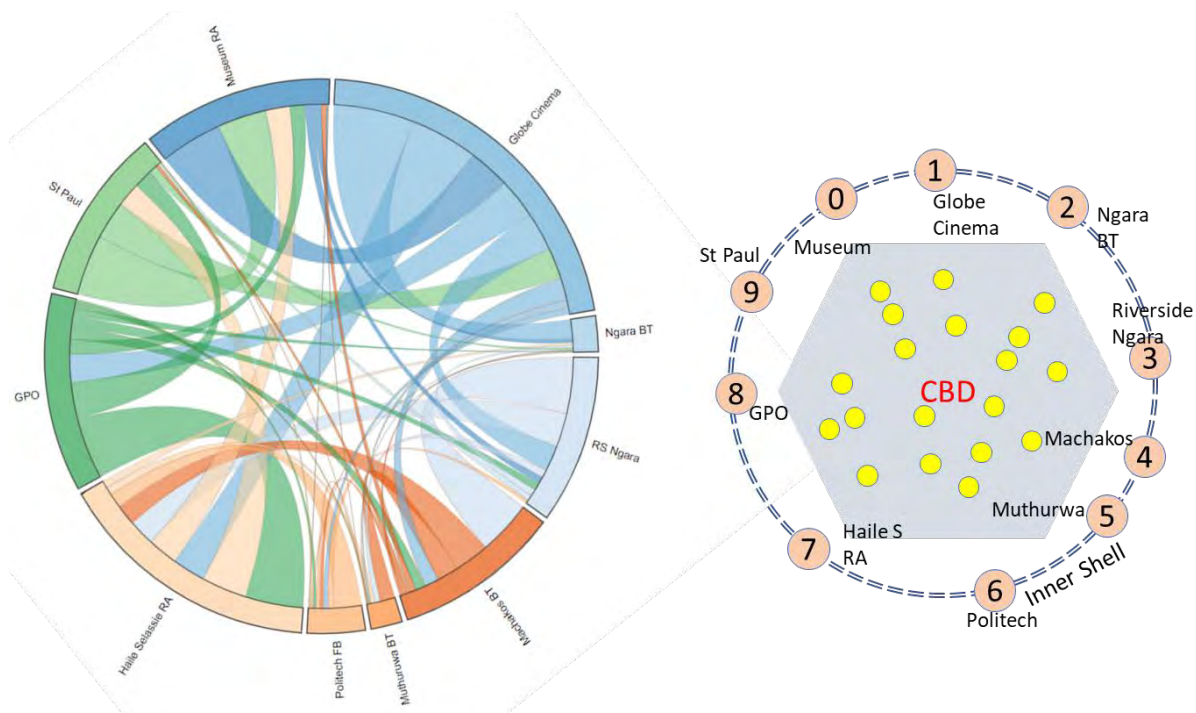 Museum RA
Globe Cinema
St Paul
Ngara BT
GPO
RS Ngara
Haile Selassie RA
Politech FB
Muthuruwa BT
Machakos BT
1
Globe
Cinema
0
Museum
2
Ngara
BT
St Paul
9
Riverside
Ngara
3
8
GPO
CBD
Machakos
4
Muthurwa
5
Haile S
RA
7
Inner Shell
6
Politech